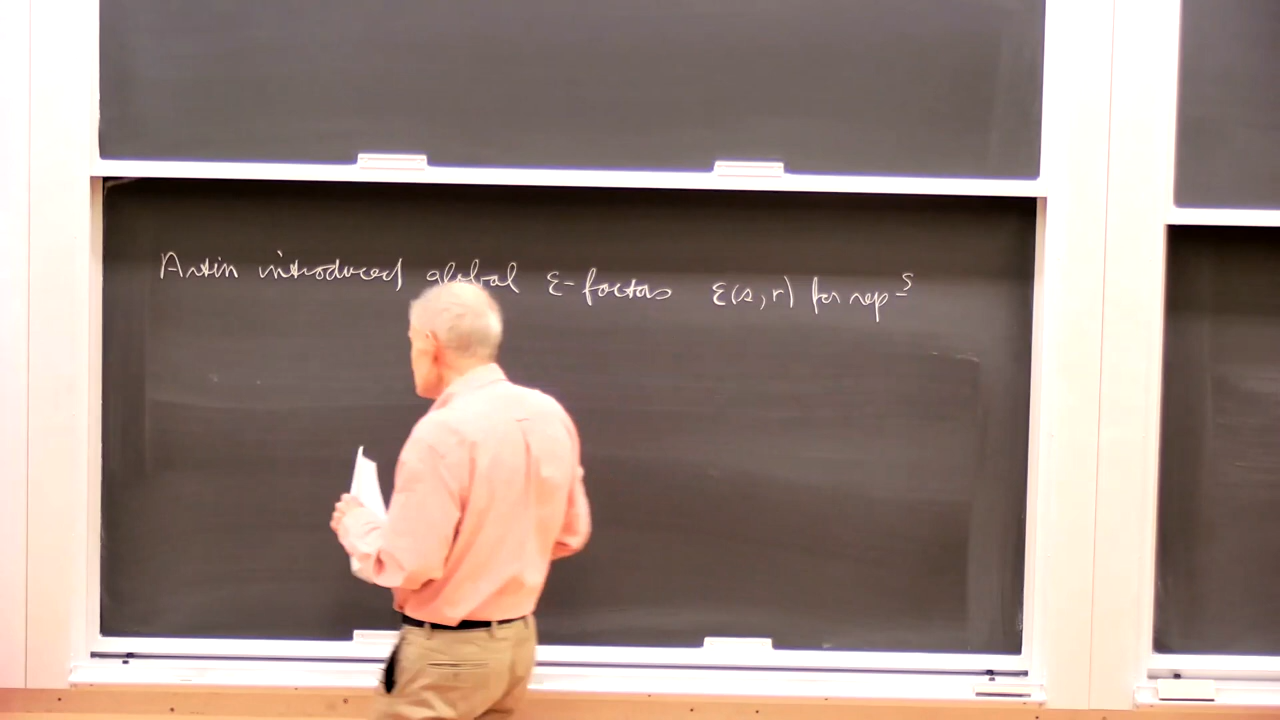 Artin introduced global ε-factors ε(s, r) for rep-s